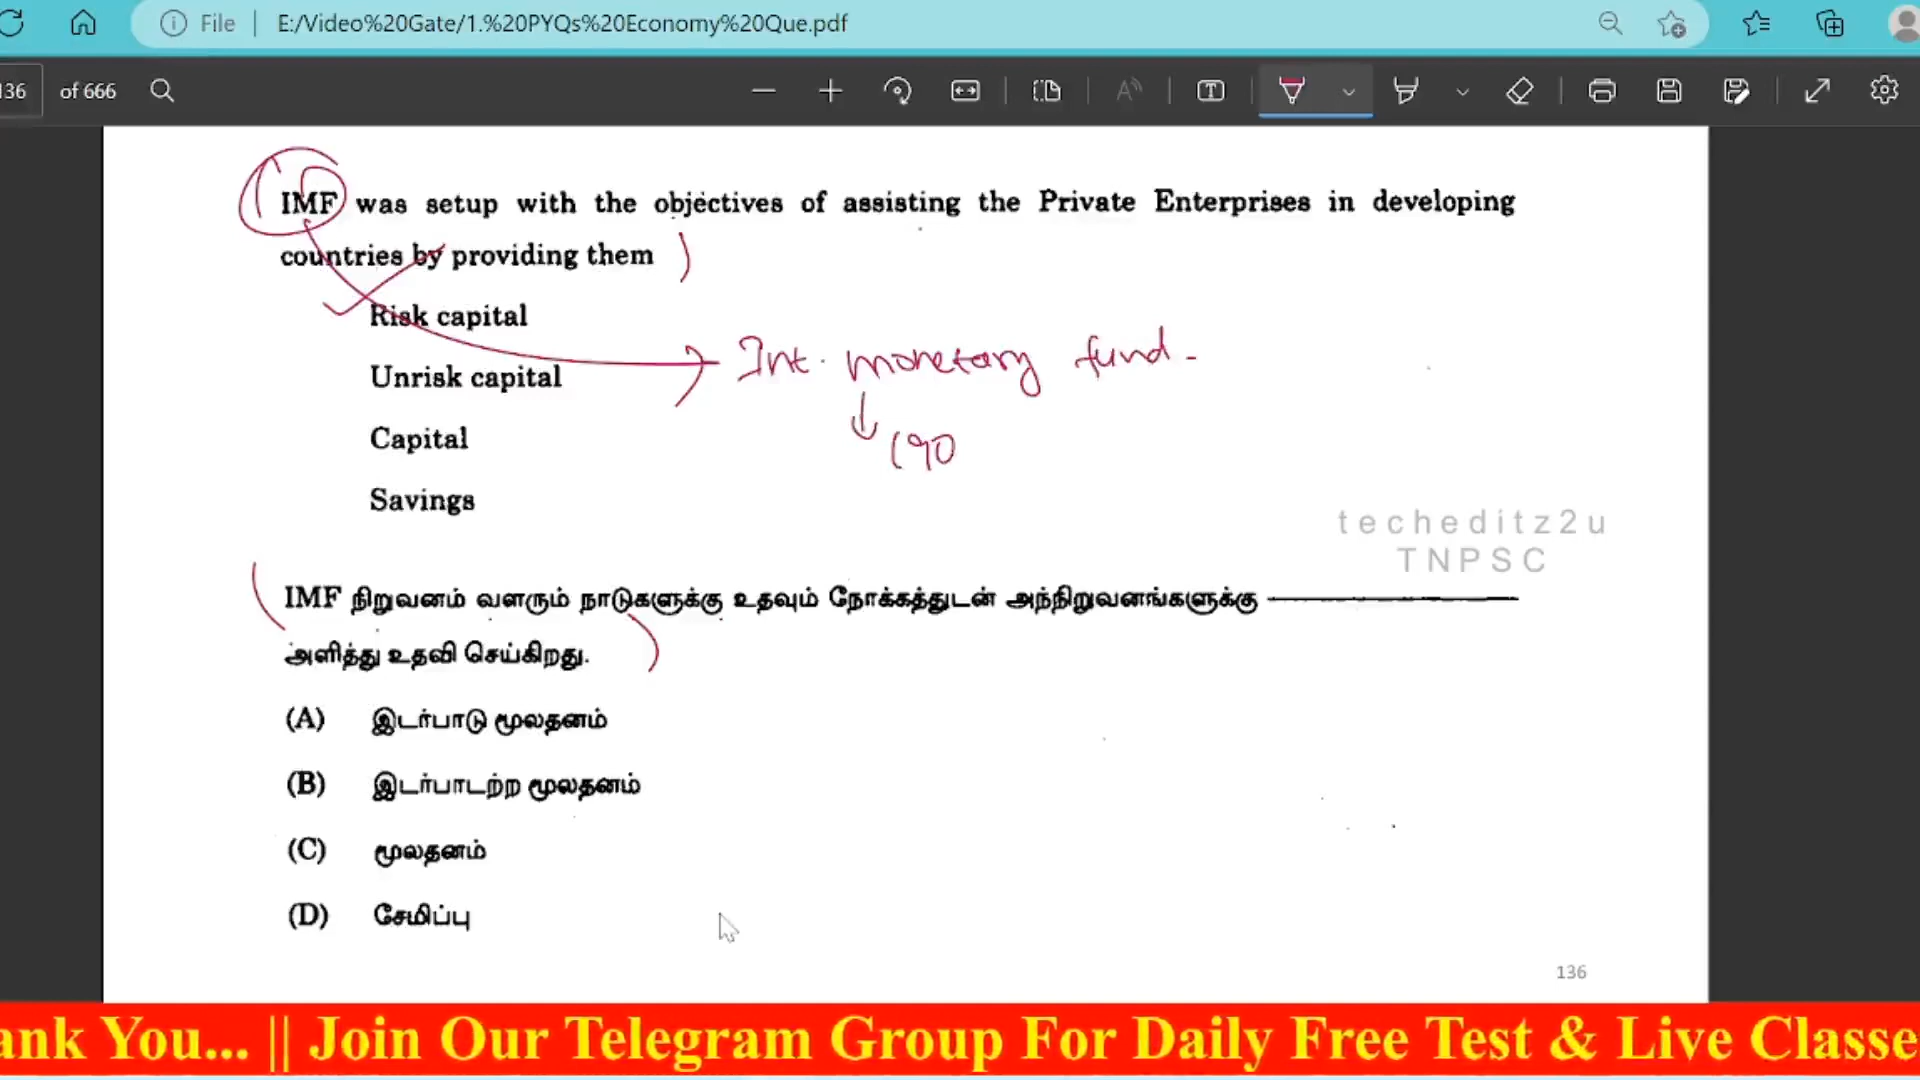 File | E:/Video%20Gate/1.%20PYQs%20Economy%20Que.pdf
136 of 666
IMF was setup with the objectives of assisting the Private Enterprises in developing
countries by providing them
Risk capital
Int. monetary fund -
Unrisk capital
Capital
190
Savings
techeditz2u
TNPSC
IMF நிறுவனம் வளரும் நாடுகளுக்கு உதவும் நோக்கத்துடன் அந்நிறுவனங்களுக்கு
அளித்து உதவி செய்கிறது.
(A) இடர்பாடு மூலதனம்
(B) இடர்பாடற்ற மூலதனம்
(C) மூலதனம்
(D) சேமிப்பு
136
ank You... || Join Our Telegram Group For Daily Free Test & Live Classe